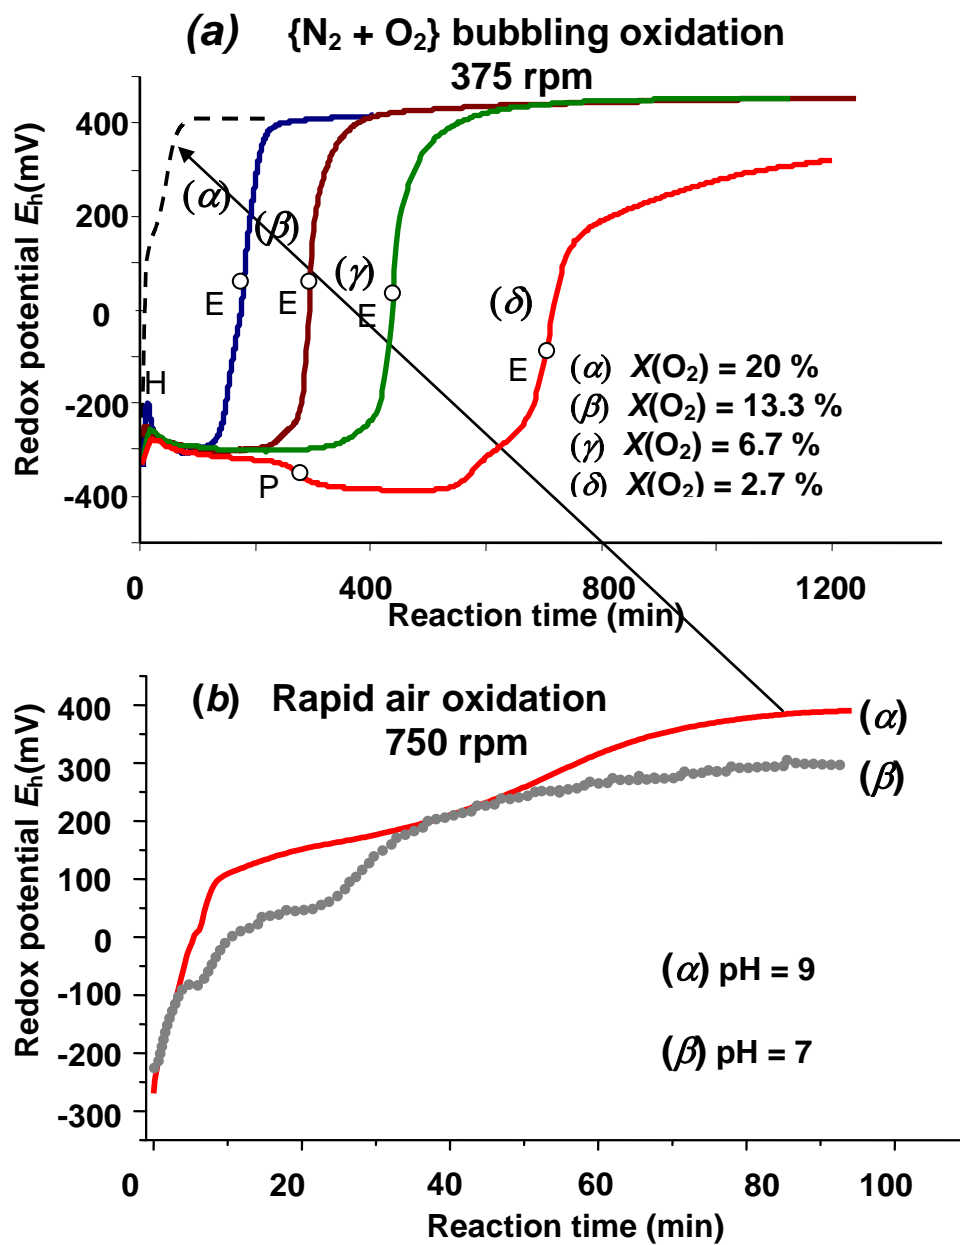 (a) {N₂ + O₂} bubbling oxidation
375 rpm
Redox potential Eₕ(mV)
400
200
0
-200
-400
(α)
(β)
(γ)
(δ)
H
E
E
E
E
P
(α) X(O₂) = 20 %
(β) X(O₂) = 13.3 %
(γ) X(O₂) = 6.7 %
(δ) X(O₂) = 2.7 %
0 400 800 1200
Reaction time (min)
(b) Rapid air oxidation
750 rpm
Redox potential Eₕ(mV)
400
300
200
100
0
-100
-200
-300
(α)
(β)
(α) pH = 9
(β) pH = 7
0 20 40 60 80 100
Reaction time (min)